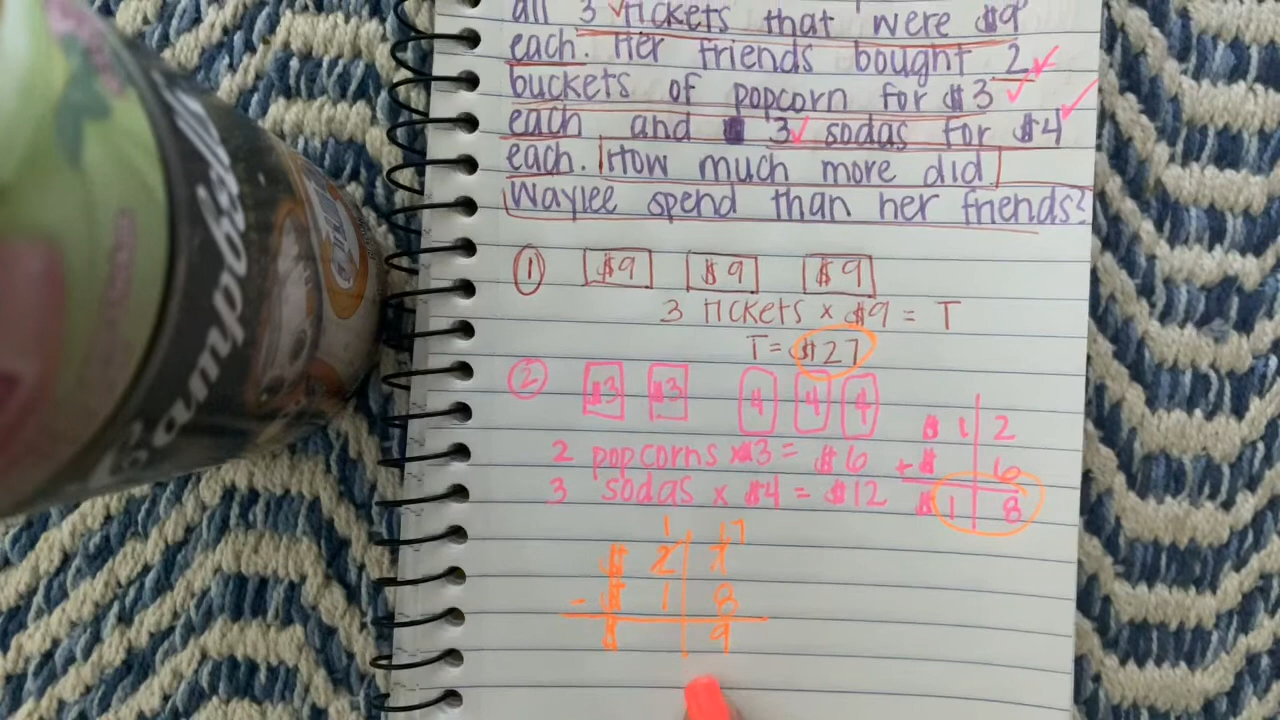 all 3 tickets that were $9
each. Her friends bought 2
buckets of popcorn for $3
each and 3 sodas for $4
each. How much more did
Waylee spend than her friends?
① $9 $9 $9
3 tickets x $9 = T
T = $27
② $3 $3 4 4 4
2 popcorns x $3 = $6
3 sodas x $4 = $12
$ 1 2
+ $ 6
$ 1 8
1 17
$ 2 7
- $ 1 8
$ 9
Campdog